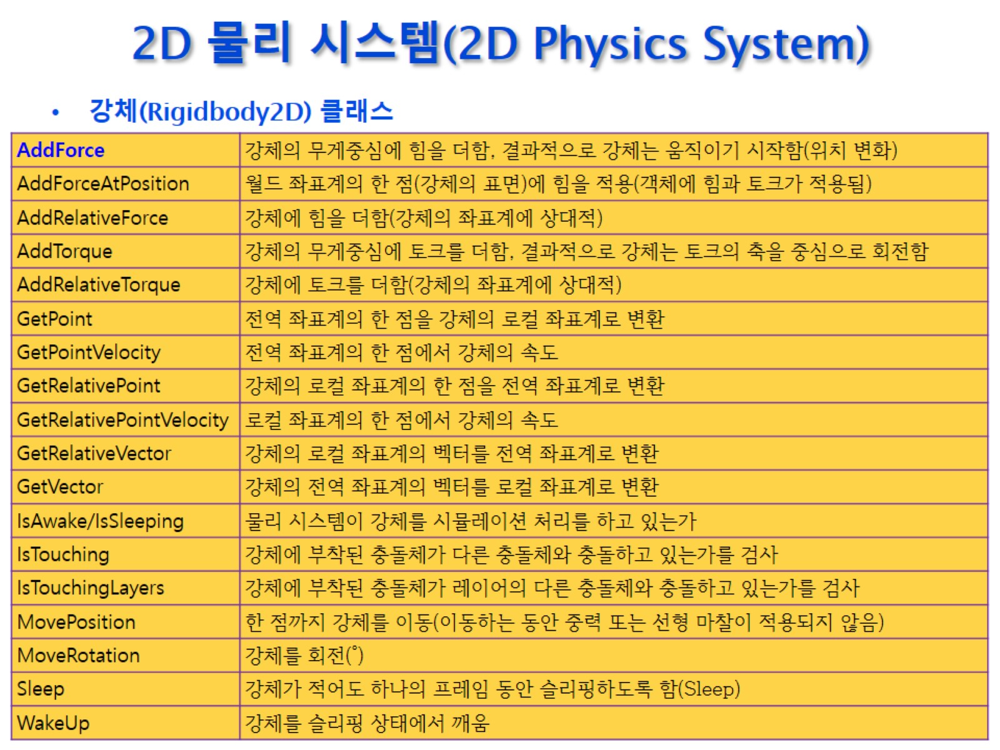 2D 물리 시스템(2D Physics System)
• 강체(Rigidbody2D) 클래스
AddForce 강체의 무게중심에 힘을 더함, 결과적으로 강체는 움직이기 시작함(위치 변화)
AddForceAtPosition 월드 좌표계의 한 점(강체의 표면)에 힘을 적용(객체에 힘과 토크가 적용됨)
AddRelativeForce 강체에 힘을 더함(강체의 좌표계에 상대적)
AddTorque 강체의 무게중심에 토크를 더함, 결과적으로 강체는 토크의 축을 중심으로 회전함
AddRelativeTorque 강체에 토크를 더함(강체의 좌표계에 상대적)
GetPoint 전역 좌표계의 한 점을 강체의 로컬 좌표계로 변환
GetPointVelocity 전역 좌표계의 한 점에서 강체의 속도
GetRelativePoint 강체의 로컬 좌표계의 한 점을 전역 좌표계로 변환
GetRelativePointVelocity 로컬 좌표계의 한 점에서 강체의 속도
GetRelativeVector 강체의 로컬 좌표계의 벡터를 전역 좌표계로 변환
GetVector 강체의 전역 좌표계의 벡터를 로컬 좌표계로 변환
IsAwake/IsSleeping 물리 시스템이 강체를 시뮬레이션 처리를 하고 있는가
IsTouching 강체에 부착된 충돌체가 다른 충돌체와 충돌하고 있는가를 검사
IsTouchingLayers 강체에 부착된 충돌체가 레이어의 다른 충돌체와 충돌하고 있는가를 검사
MovePosition 한 점까지 강체를 이동(이동하는 동안 중력 또는 선형 마찰이 적용되지 않음)
MoveRotation 강체를 회전(°)
Sleep 강체가 적어도 하나의 프레임 동안 슬리핑하도록 함(Sleep)
WakeUp 강체를 슬리핑 상태에서 깨움